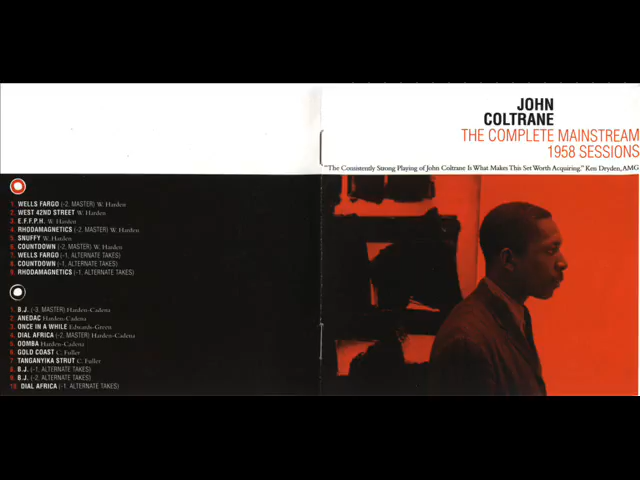 JOHN
COLTRANE
THE COMPLETE MAINSTREAM
1958 SESSIONS
"The Consistently Strong Playing of John Coltrane Is What Makes This Set Worth Acquiring." Ken Dryden, AMG
1. WELLS FARGO (-2, MASTER) W. Harden
2. WEST 42ND STREET W. Harden
3. E.F.F.P.H. W. Harden
4. RHODAMAGNETICS (-2, MASTER) W. Harden
5. SNUFFY W. Harden
6. COUNTDOWN (-2, MASTER) W. Harden
7. WELLS FARGO (-1, ALTERNATE TAKES)
8. COUNTDOWN (-1, ALTERNATE TAKES)
9. RHODAMAGNETICS (-1, ALTERNATE TAKES)
1. B.J. (-3, MASTER) Harden-Cadena
2. ANEDAC Harden-Cadena
3. ONCE IN A WHILE Edwards-Green
4. DIAL AFRICA (-2, MASTER) Harden-Cadena
5. OOMBA Harden-Cadena
6. GOLD COAST C. Fuller
7. TANGANYIKA STRUT C. Fuller
8. B.J. (-1, ALTERNATE TAKES)
9. B.J. (-2, ALTERNATE TAKES)
10. DIAL AFRICA (-1, ALTERNATE TAKES)